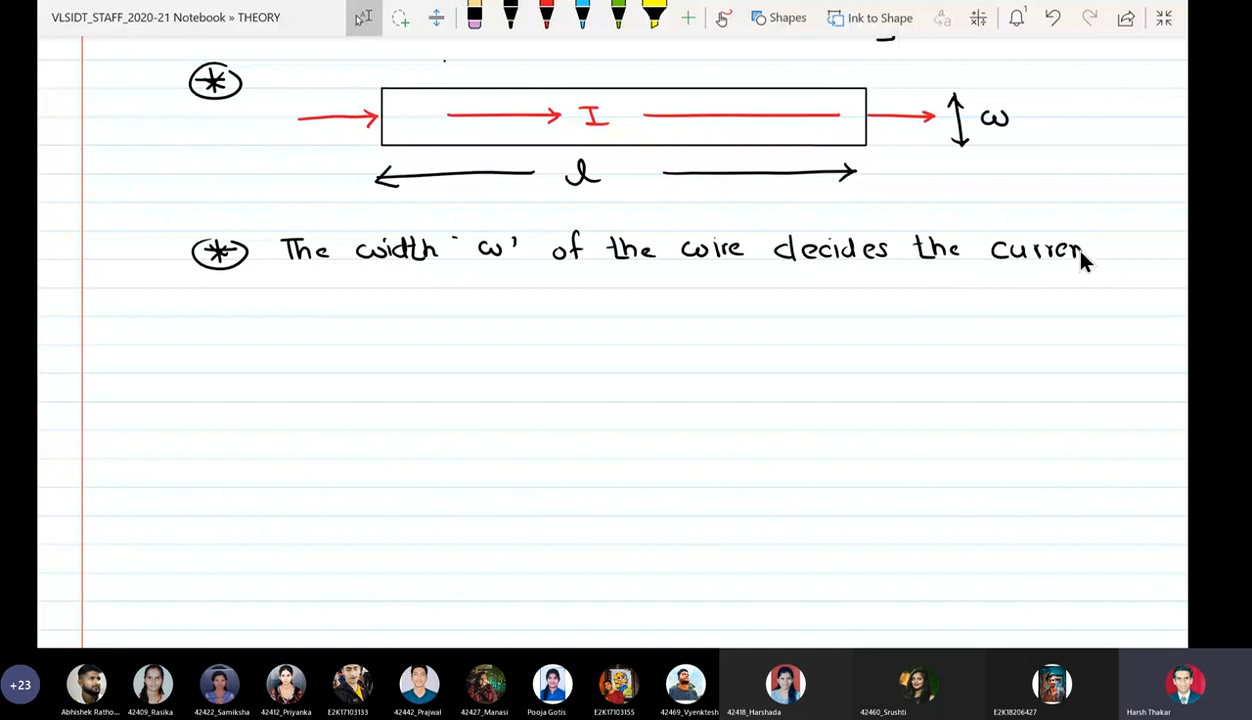 VLSIDT_STAFF_2020-21 Notebook » THEORY
Shapes
Ink to Shape
I
w
l
The width 'w' of the wire decides the curren
+23
Abhishek Ratho...
42409_Rasika
42422_Samiksha
42412_Priyanka
E2K17103133
42442_Prajwal
42427_Manasi
Pooja Gotis
E2K17103155
42469_Vyenktesh
42418_Harshada
42460_Srushti
E2K18206427
Harsh Thakar